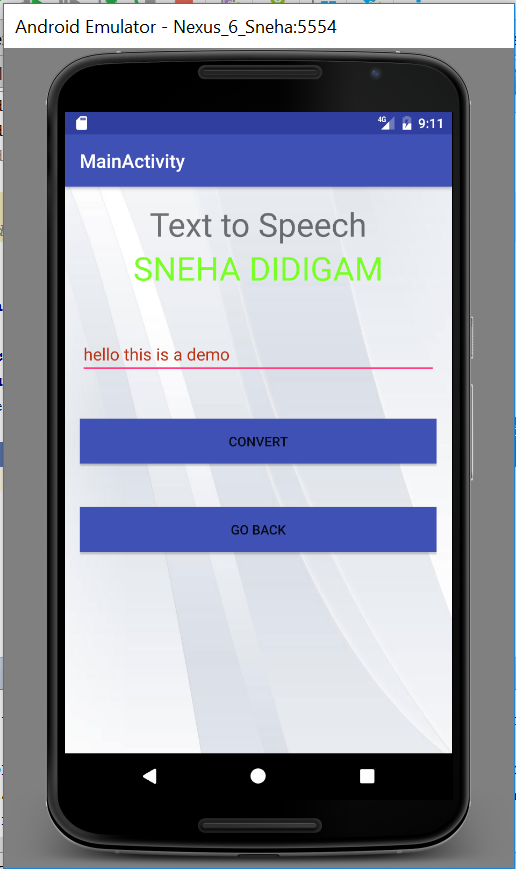 Android Emulator - Nexus_6_Sneha:5554
4G 9:11
MainActivity
Text to Speech
SNEHA DIDIGAM
hello this is a demo
CONVERT
GO BACK